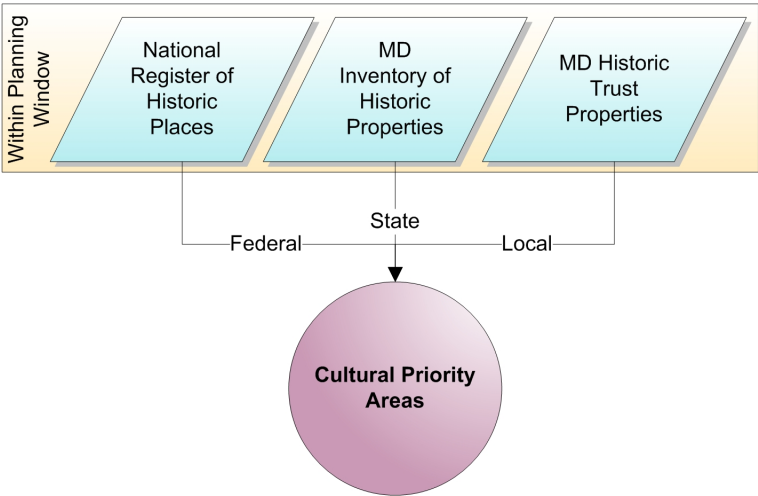 Within Planning
Window
National
Register of
Historic
Places
MD
Inventory of
Historic
Properties
MD Historic
Trust
Properties
State
Federal
Local
Cultural Priority
Areas